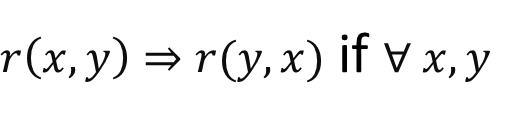 r(x, y) ⇒ r(y, x) if ∀ x, y